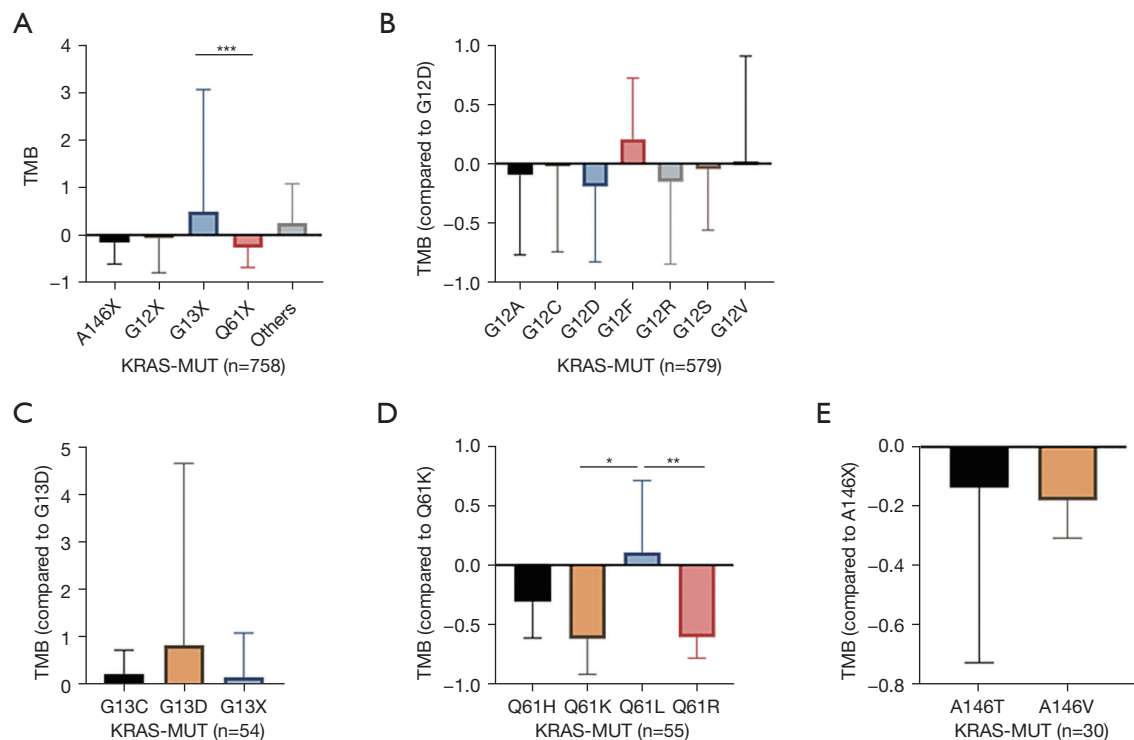 A
TMB
4
3
2
1
0
−1
***
A146X
G12X
G13X
Q61X
Others
KRAS-MUT (n=758)
B
TMB (compared to G12D)
1.0
0.5
0.0
−0.5
−1.0
G12A
G12C
G12D
G12F
G12R
G12S
G12V
KRAS-MUT (n=579)
C
TMB (compared to G13D)
5
4
3
2
1
0
G13C
G13D
G13X
KRAS-MUT (n=54)
D
TMB (compared to Q61K)
1.0
0.5
0.0
−0.5
−1.0
*
**
Q61H
Q61K
Q61L
Q61R
KRAS-MUT (n=55)
E
TMB (compared to A146X)
0.0
−0.2
−0.4
−0.6
−0.8
A146T
A146V
KRAS-MUT (n=30)